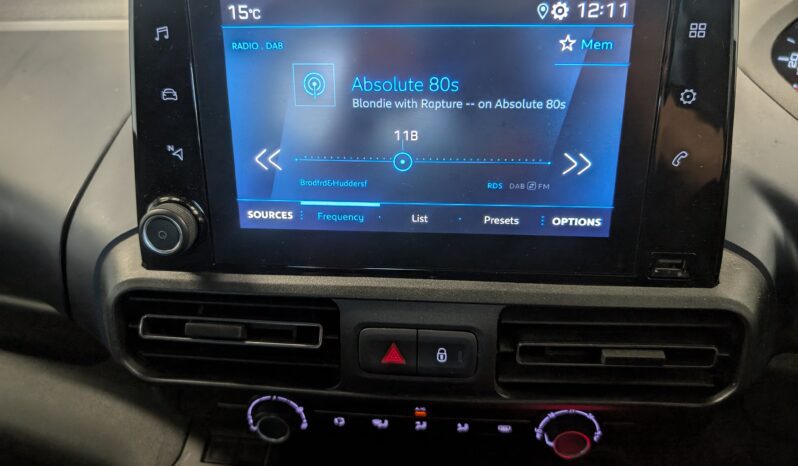 15°C
12:11
RADIO . DAB
Mem
Absolute 80s
Blondie with Rapture -- on Absolute 80s
11B
Brodfrd&Huddersf
RDS DAB FM
SOURCES Frequency List Presets OPTIONS